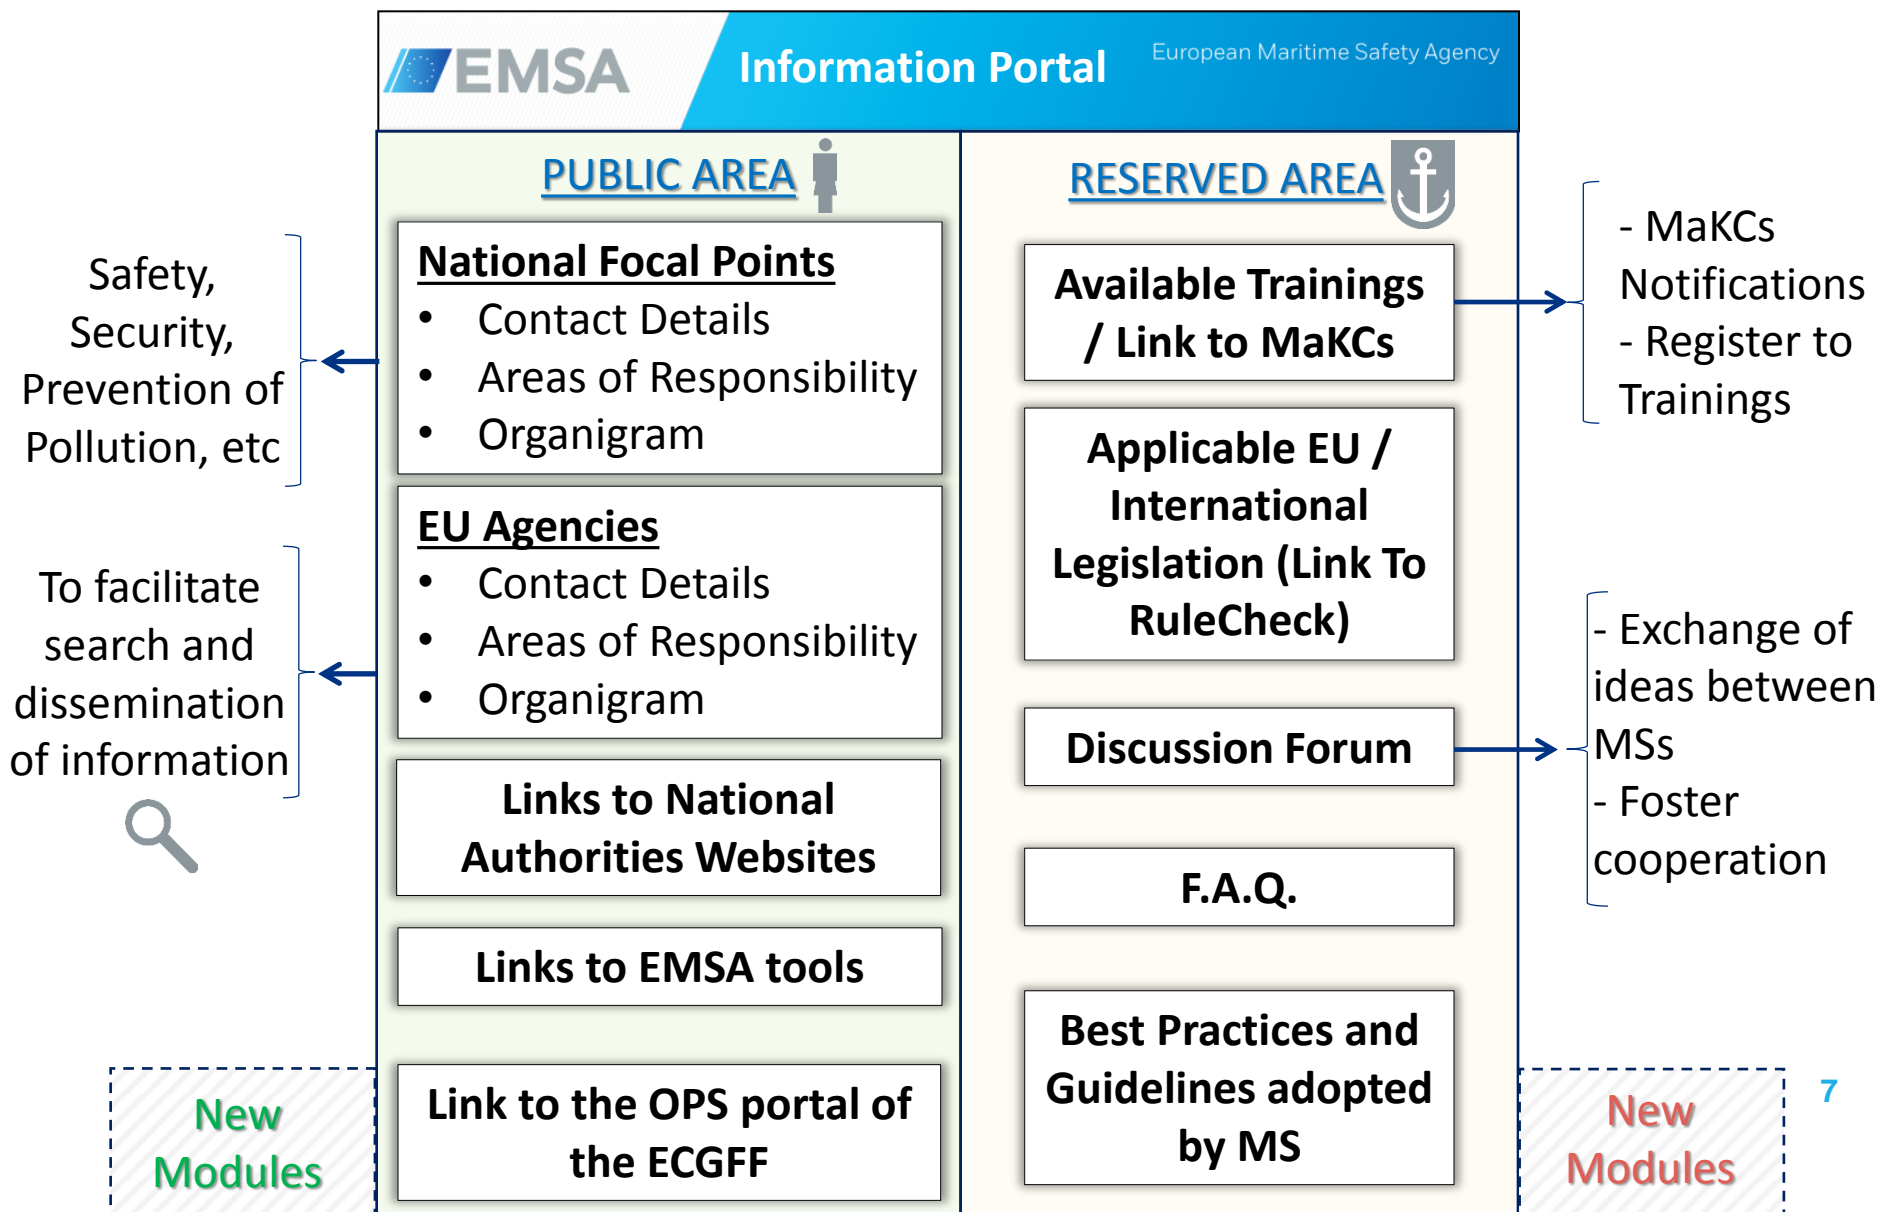 EMSA
Information Portal
European Maritime Safety Agency
PUBLIC AREA
RESERVED AREA
Safety,
Security,
Prevention of
Pollution, etc
To facilitate
search and
dissemination
of information
National Focal Points
• Contact Details
• Areas of Responsibility
• Organigram
EU Agencies
• Contact Details
• Areas of Responsibility
• Organigram
Links to National
Authorities Websites
Links to EMSA tools
Link to the OPS portal of
the ECGFF
New
Modules
Available Trainings
/ Link to MaKCs
Applicable EU /
International
Legislation (Link To
RuleCheck)
Discussion Forum
F.A.Q.
Best Practices and
Guidelines adopted
by MS
- MaKCs
Notifications
- Register to
Trainings
- Exchange of
ideas between
MSs
- Foster
cooperation
New
Modules
7